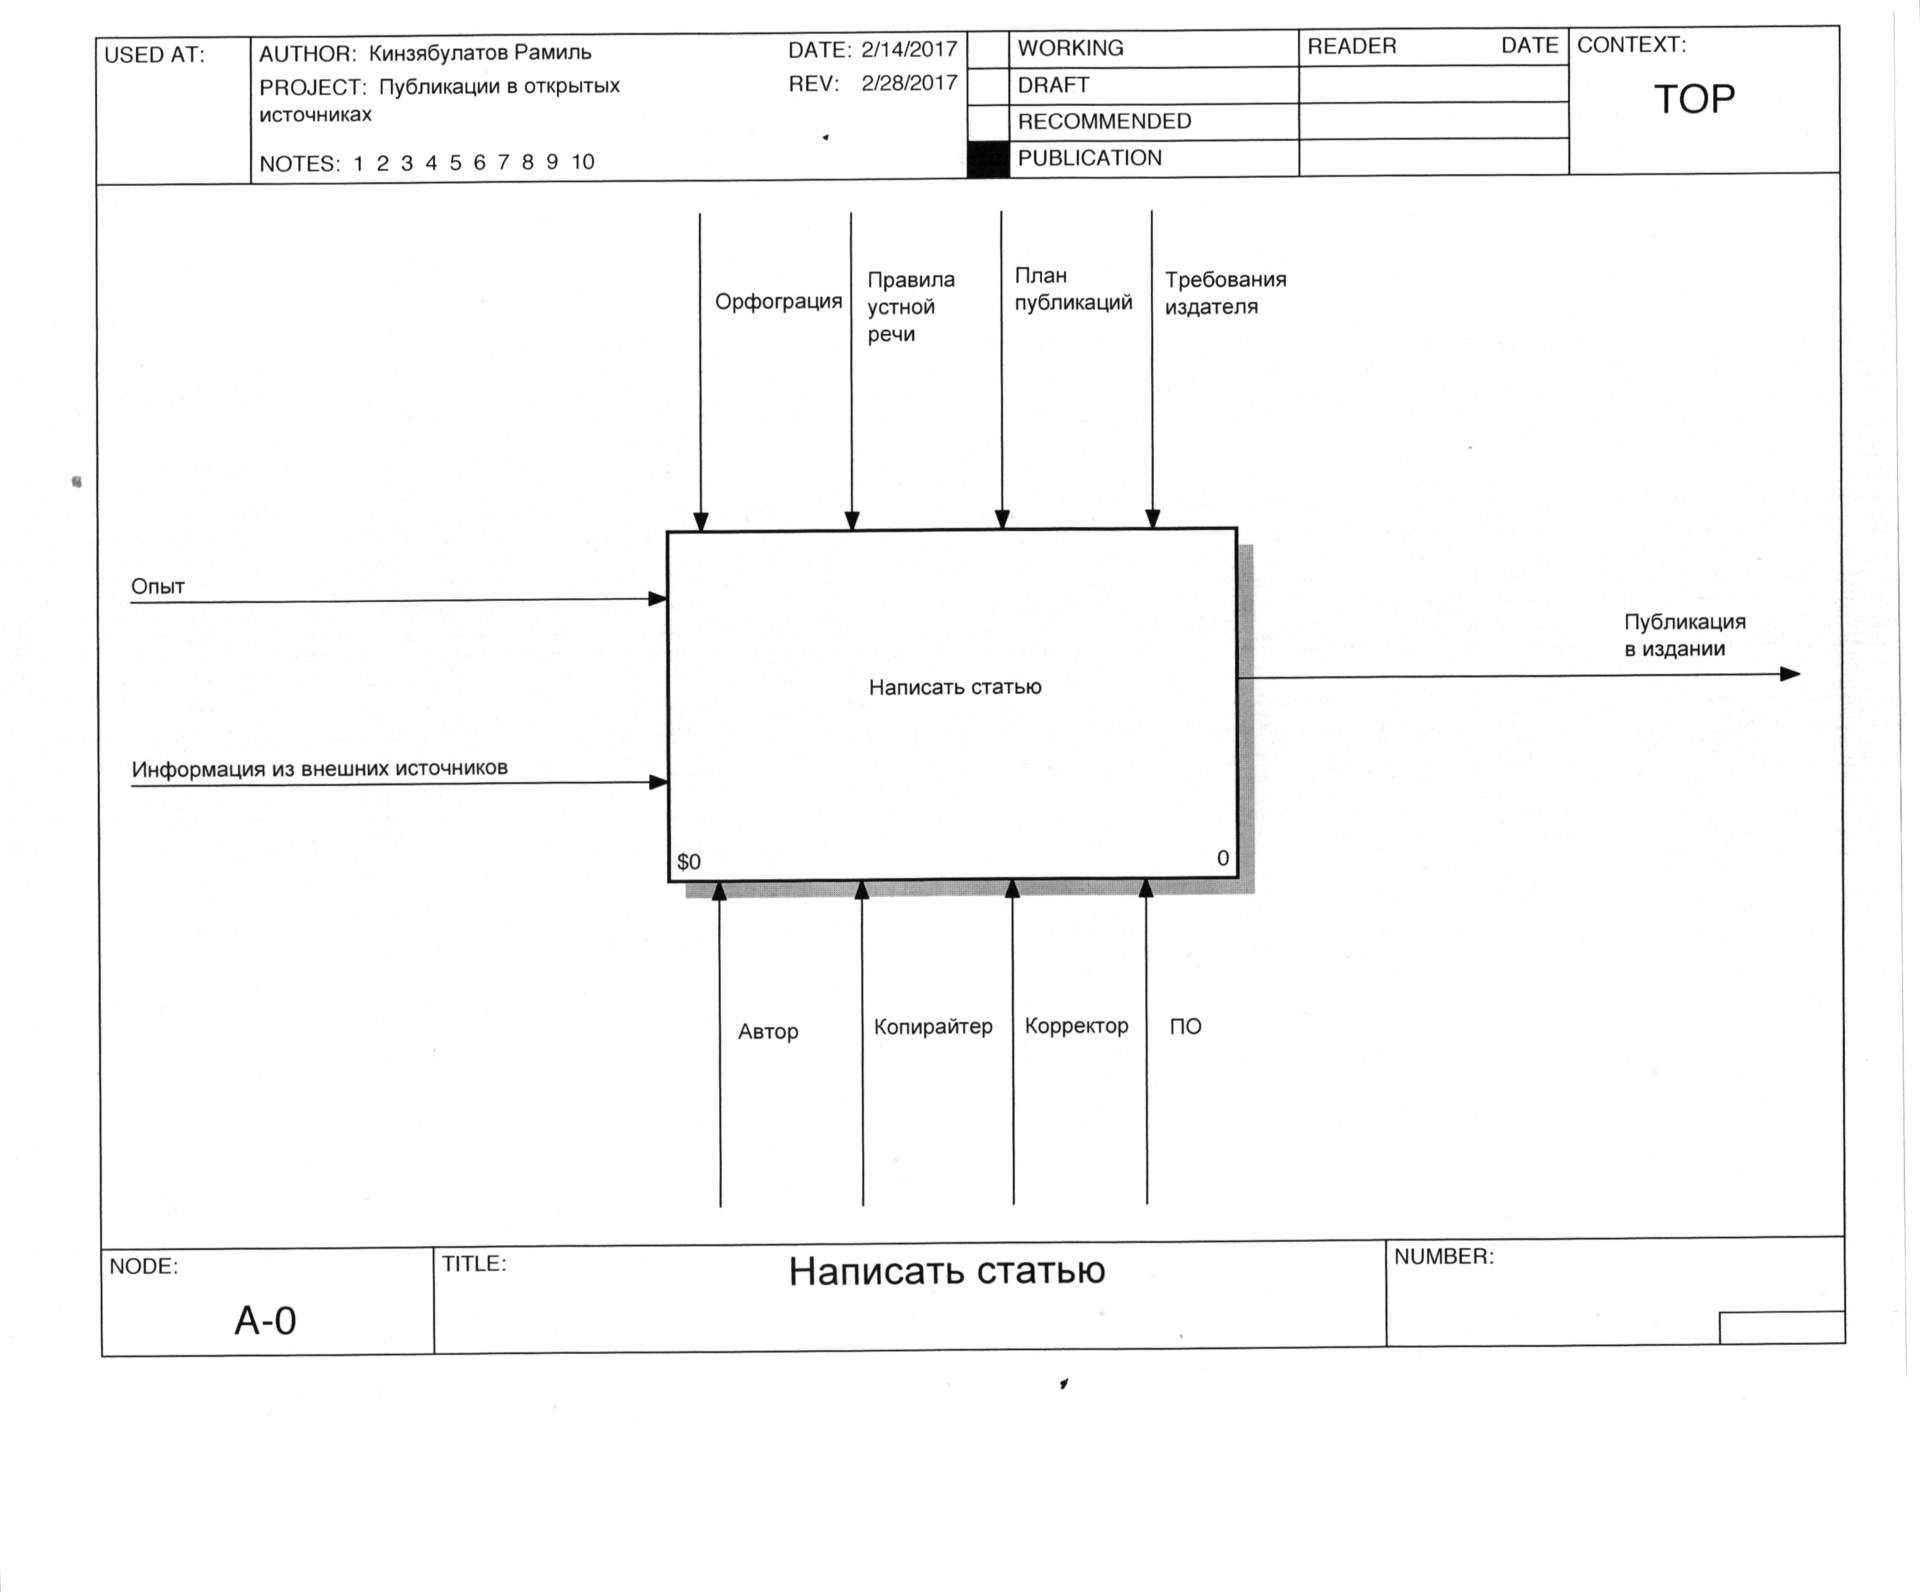 USED AT:
AUTHOR: Кинзябулатов Рамиль
DATE: 2/14/2017
PROJECT: Публикации в открытых
источниках
REV: 2/28/2017
NOTES: 1 2 3 4 5 6 7 8 9 10
WORKING
DRAFT
RECOMMENDED
PUBLICATION
READER DATE
CONTEXT:
TOP
Орфограция
Правила
устной
речи
План
публикаций
Требования
издателя
Опыт
Информация из внешних источников
Написать статью
$0
0
Публикация
в издании
Автор
Копирайтер
Корректор
ПО
NODE:
A-0
TITLE:
Написать статью
NUMBER: